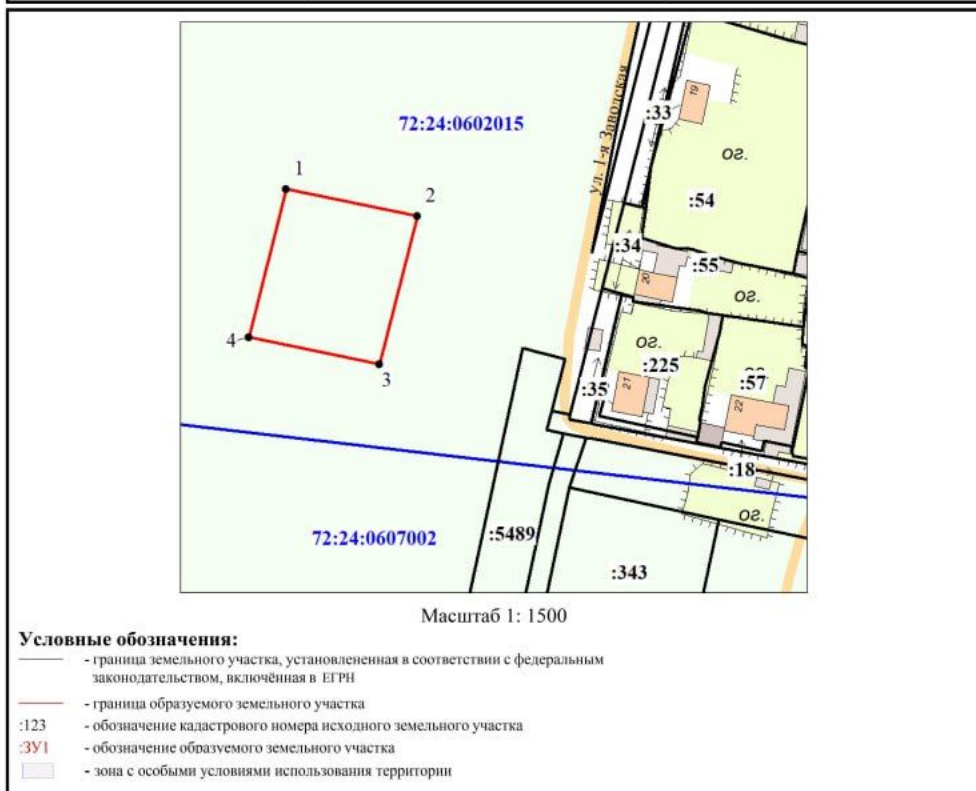 72:24:0602015
ул. 1-я Заводская
19
:33
ог.
:54
1
2
:34
:55
20
ог.
4
3
ог.
:225
:35
21
ог.
:57
22
:18
ог.
72:24:0607002
:5489
:343
Масштаб 1: 1500
Условные обозначения:
- граница земельного участка, установлененная в соответствии с федеральным
законодательством, включённая в ЕГРН
- граница образуемого земельного участка
:123 - обозначение кадастрового номера исходного земельного участка
:ЗУ1 - обозначение образуемого земельного участка
- зона с особыми условиями использования территории